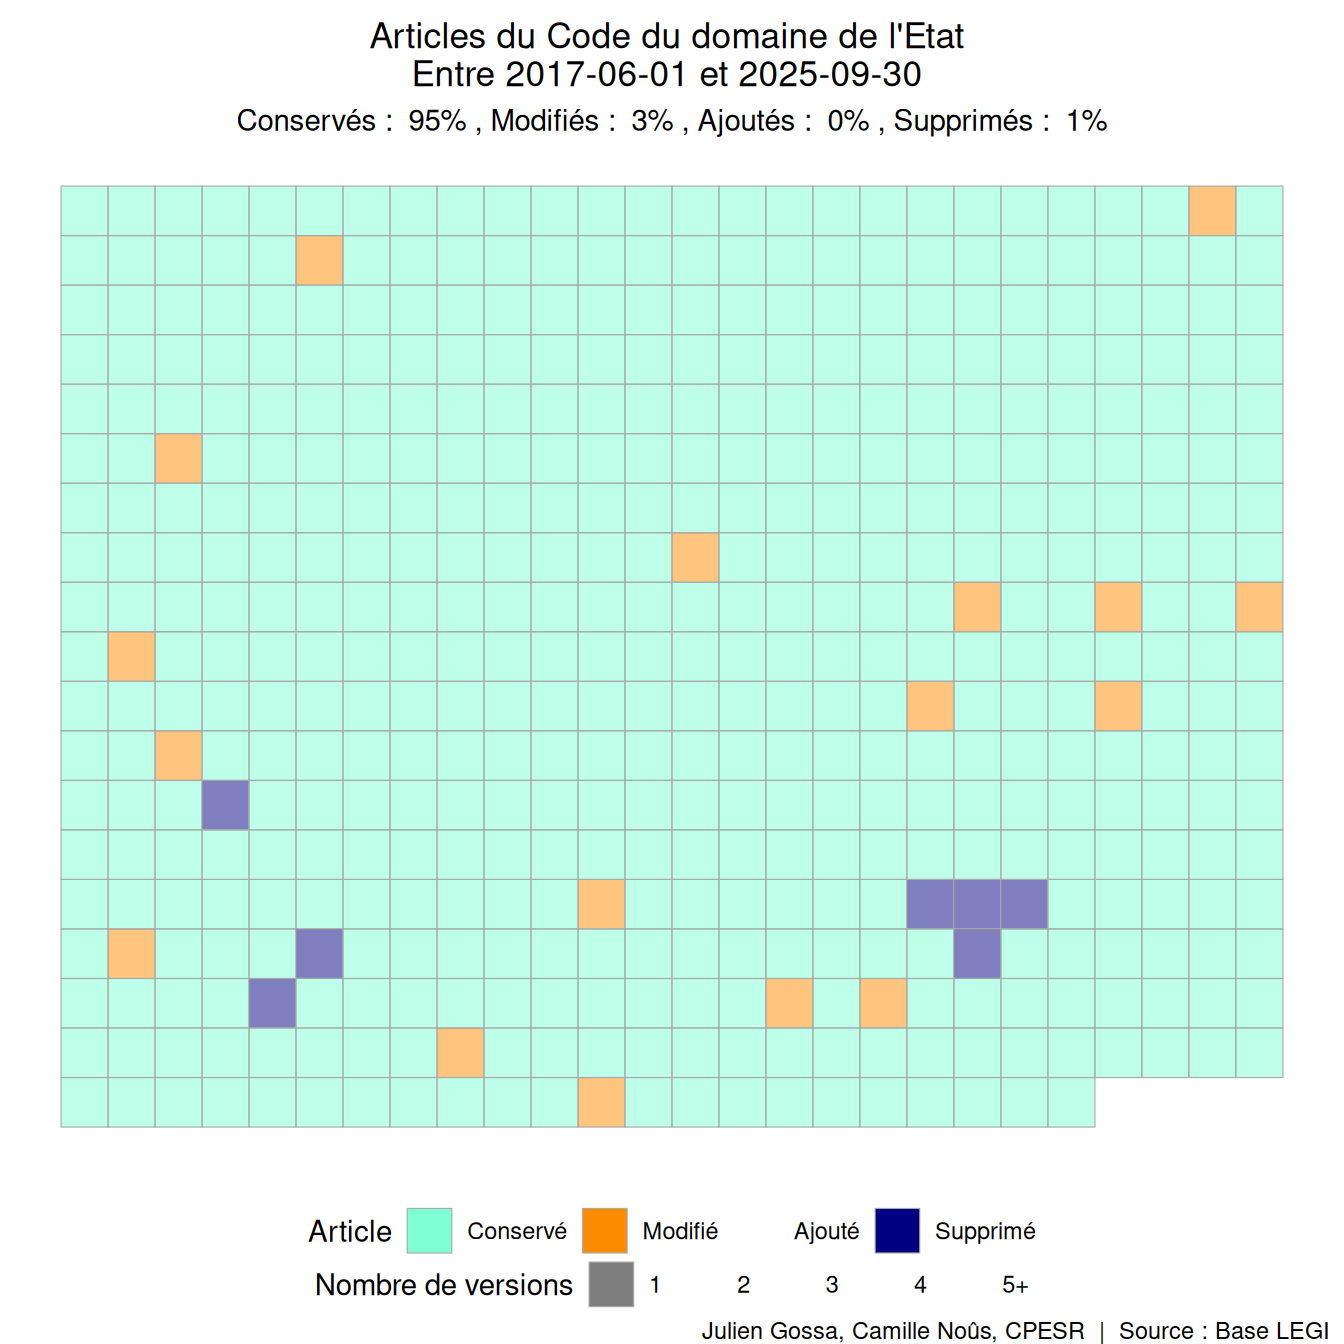 Articles du Code du domaine de l'Etat
Entre 2017-06-01 et 2025-09-30
Conservés :  95% , Modifiés :  3% , Ajoutés :  0% , Supprimés :  1%
Article Conservé Modifié Ajouté Supprimé
Nombre de versions 1 2 3 4 5+
Julien Gossa, Camille Noûs, CPESR  |  Source : Base LEGI